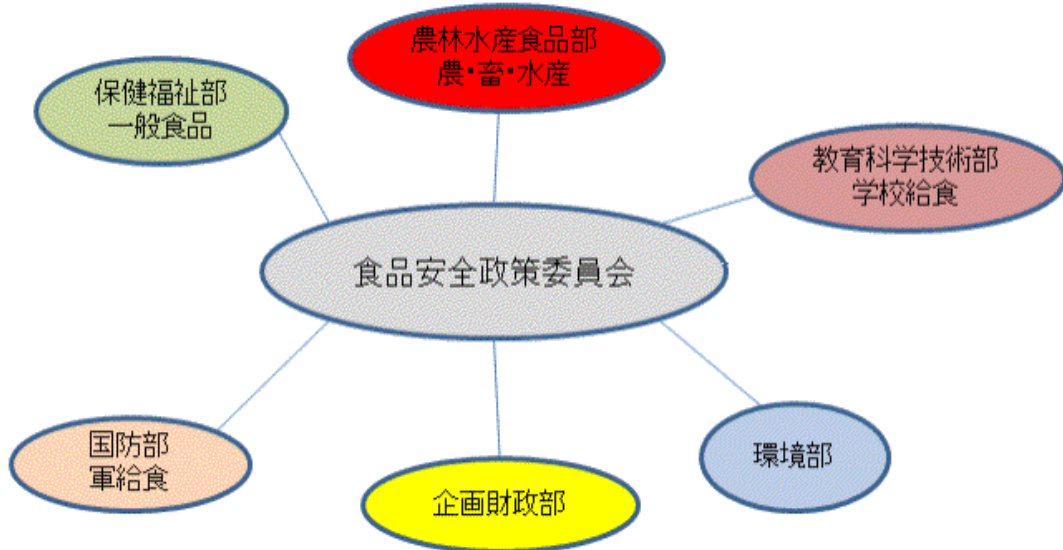 農林水産食品部
農・畜・水産
保健福祉部
一般食品
教育科学技術部
学校給食
食品安全政策委員会
国防部
軍給食
環境部
企画財政部